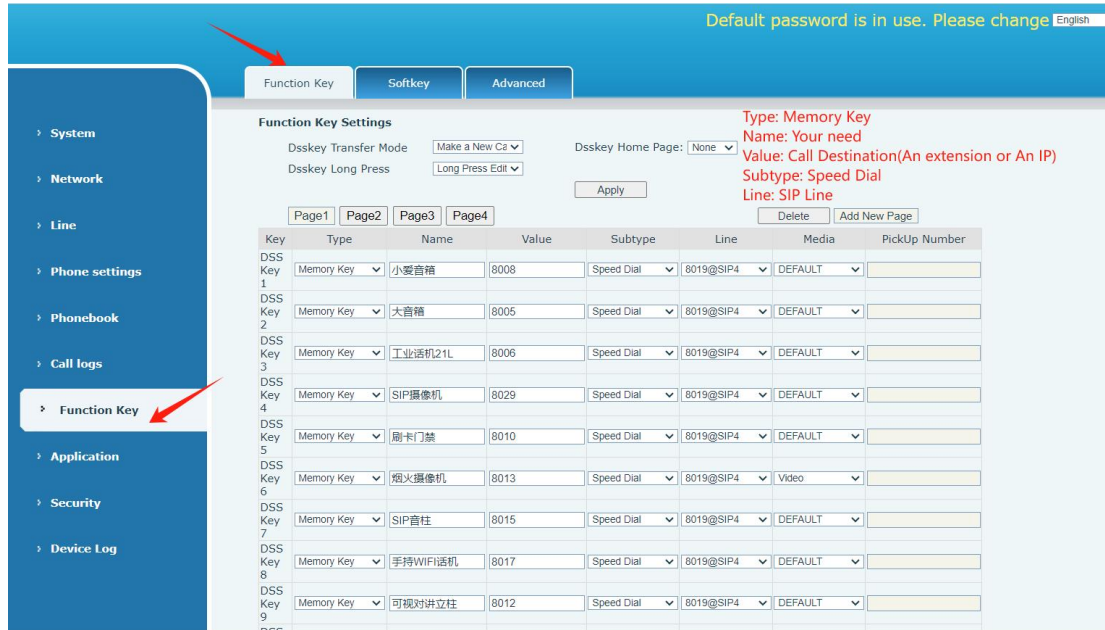 Default password is in use. Please change English
Function Key Softkey Advanced
System
Network
Line
Phone settings
Phonebook
Call logs
Function Key
Application
Security
Device Log
Function Key Settings
Dsskey Transfer Mode Make a New Ca Dsskey Home Page: None
Dsskey Long Press Long Press Edit
Apply
Type: Memory Key
Name: Your need
Value: Call Destination(An extension or An IP)
Subtype: Speed Dial
Line: SIP Line
Page1 Page2 Page3 Page4 Delete Add New Page
Key Type Name Value Subtype Line Media PickUp Number
DSS Key 1 Memory Key 小爱音箱 8008 Speed Dial 8019@SIP4 DEFAULT
DSS Key 2 Memory Key 大音箱 8005 Speed Dial 8019@SIP4 DEFAULT
DSS Key 3 Memory Key 工业话机21L 8006 Speed Dial 8019@SIP4 DEFAULT
DSS Key 4 Memory Key SIP摄像机 8029 Speed Dial 8019@SIP4 DEFAULT
DSS Key 5 Memory Key 刷卡门禁 8010 Speed Dial 8019@SIP4 DEFAULT
DSS Key 6 Memory Key 烟火摄像机 8013 Speed Dial 8019@SIP4 Video
DSS Key 7 Memory Key SIP音柱 8015 Speed Dial 8019@SIP4 DEFAULT
DSS Key 8 Memory Key 手持WIFI话机 8017 Speed Dial 8019@SIP4 DEFAULT
DSS Key 9 Memory Key 可视对讲立柱 8012 Speed Dial 8019@SIP4 DEFAULT